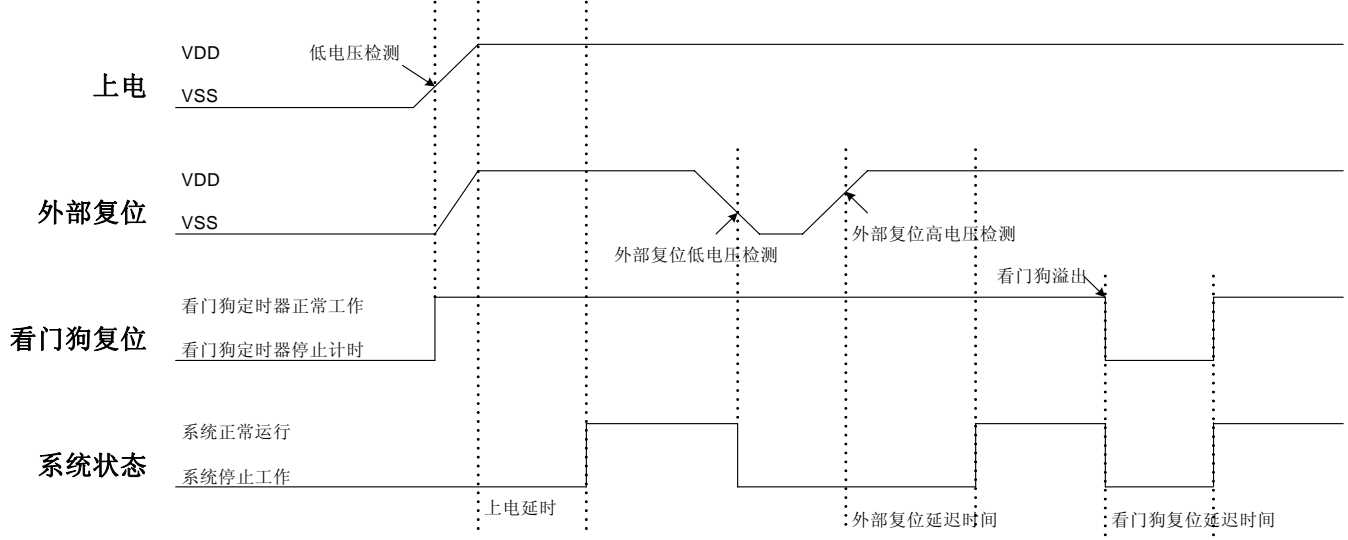 上电
VDD
低电压检测
VSS
外部复位
VDD
VSS
外部复位低电压检测
外部复位高电压检测
看门狗复位
看门狗溢出
看门狗定时器正常工作
看门狗定时器停止计时
系统状态
系统正常运行
系统停止工作
上电延时
外部复位延迟时间
看门狗复位延迟时间